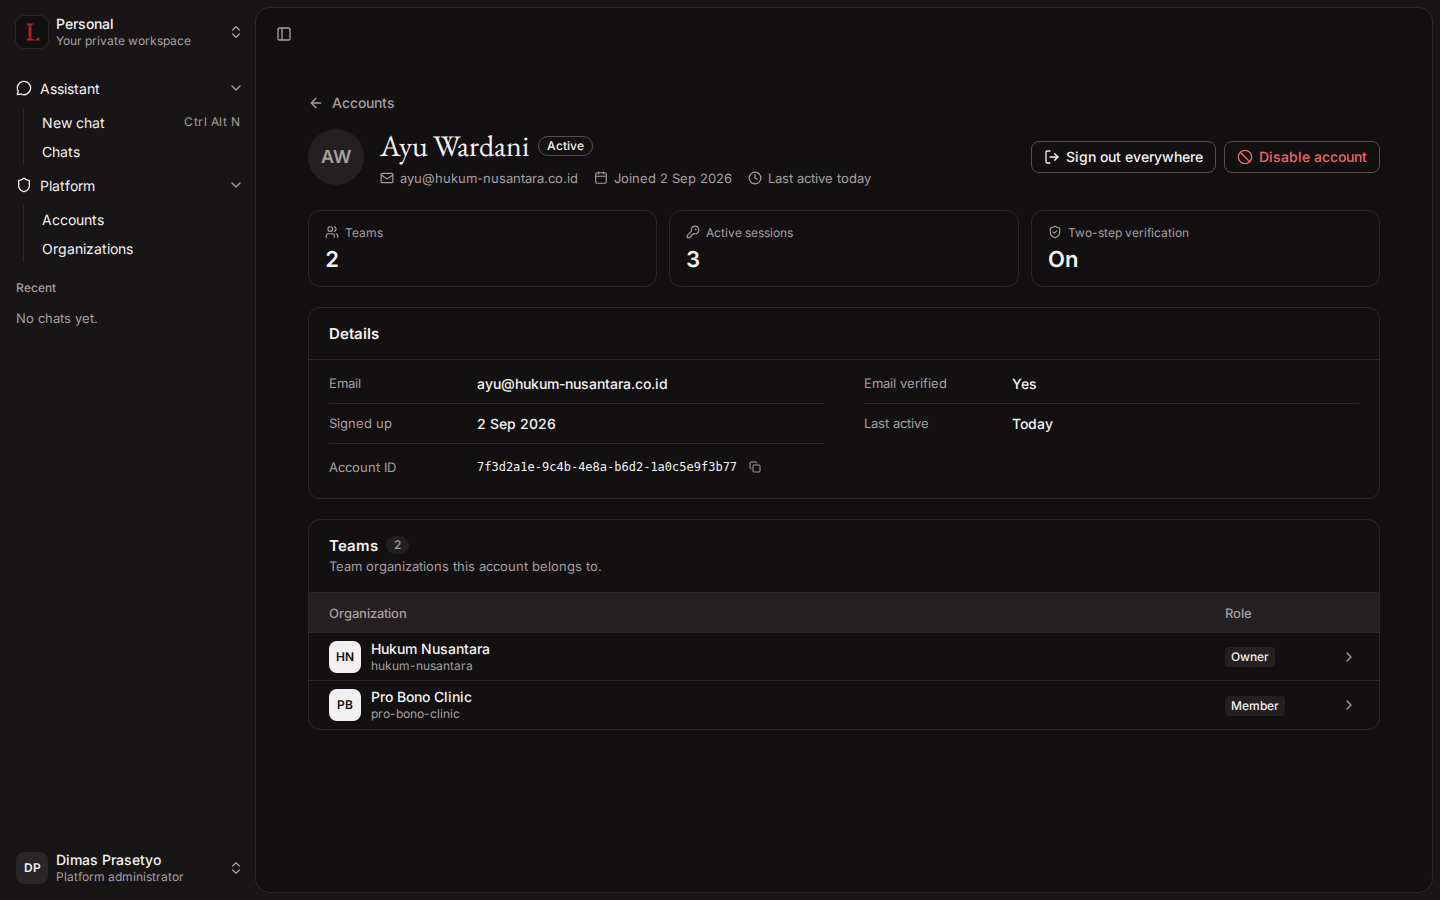 L
Personal
Your private workspace
Assistant
New chat
Ctrl Alt N
Chats
Platform
Accounts
Organizations
Recent
No chats yet.
DP
Dimas Prasetyo
Platform administrator
Accounts
AW
Ayu Wardani
Active
ayu@hukum-nusantara.co.id
Joined 2 Sep 2026
Last active today
Sign out everywhere
Disable account
Teams
2
Active sessions
3
Two-step verification
On
Details
Email
ayu@hukum-nusantara.co.id
Email verified
Yes
Signed up
2 Sep 2026
Last active
Today
Account ID
7f3d2a1e-9c4b-4e8a-b6d2-1a0c5e9f3b77
Teams
2
Team organizations this account belongs to.
Organization
Role
HN
Hukum Nusantara
hukum-nusantara
Owner
PB
Pro Bono Clinic
pro-bono-clinic
Member